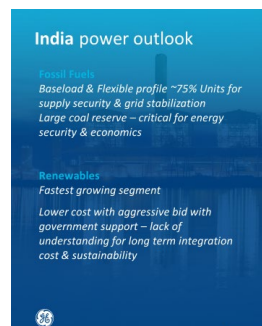 India power outlook
Fossil Fuels
Baseload & Flexible profile ~75% Units for
supply security & grid stabilization
Large coal reserve – critical for energy
security & economics
Renewables
Fastest growing segment
Lower cost with aggressive bid with
government support – lack of
understanding for long term integration
cost & sustainability